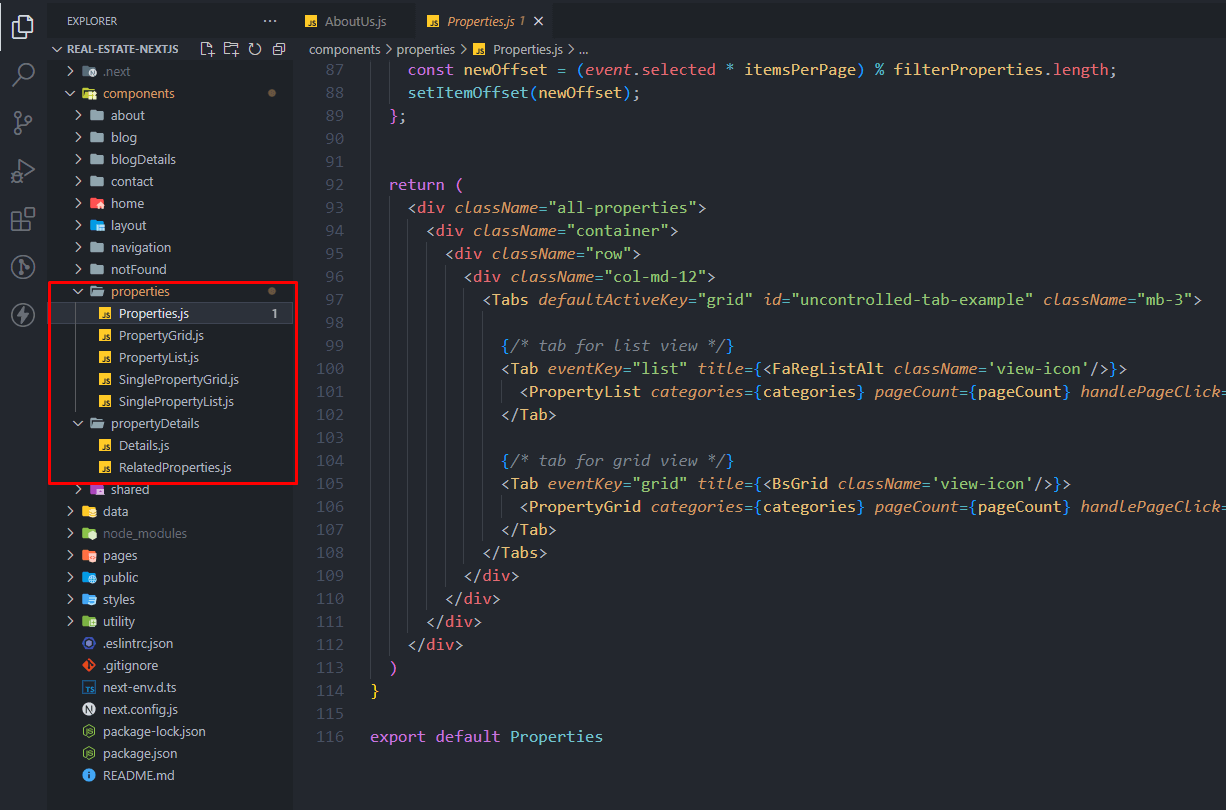 EXPLORER
REAL-ESTATE-NEXTJS
.next
components
about
blog
blogDetails
contact
home
layout
navigation
notFound
properties
Properties.js 1
PropertyGrid.js
PropertyList.js
SinglePropertyGrid.js
SinglePropertyList.js
propertyDetails
Details.js
RelatedProperties.js
shared
data
node_modules
pages
public
styles
utility
.eslintrc.json
.gitignore
next-env.d.ts
next.config.js
package-lock.json
package.json
README.md
AboutUs.js
Properties.js 1
components > properties > Properties.js > ...
87 const newOffset = (event.selected * itemsPerPage) % filterProperties.length;
88 setItemOffset(newOffset);
89 };
90
91
92 return (
93 <div className="all-properties">
94 <div className="container">
95 <div className="row">
96 <div className="col-md-12">
97 <Tabs defaultActiveKey="grid" id="uncontrolled-tab-example" className="mb-3">
98
99 {/* tab for list view */}
100 <Tab eventKey="list" title={<FaRegListAlt className='view-icon'/>}>
101 <PropertyList categories={categories} pageCount={pageCount} handlePageClick=
102 </Tab>
103
104 {/* tab for grid view */}
105 <Tab eventKey="grid" title={<BsGrid className='view-icon'/>}>
106 <PropertyGrid categories={categories} pageCount={pageCount} handlePageClick=
107 </Tab>
108 </Tabs>
109 </div>
110 </div>
111 </div>
112 </div>
113 )
114 }
115
116 export default Properties